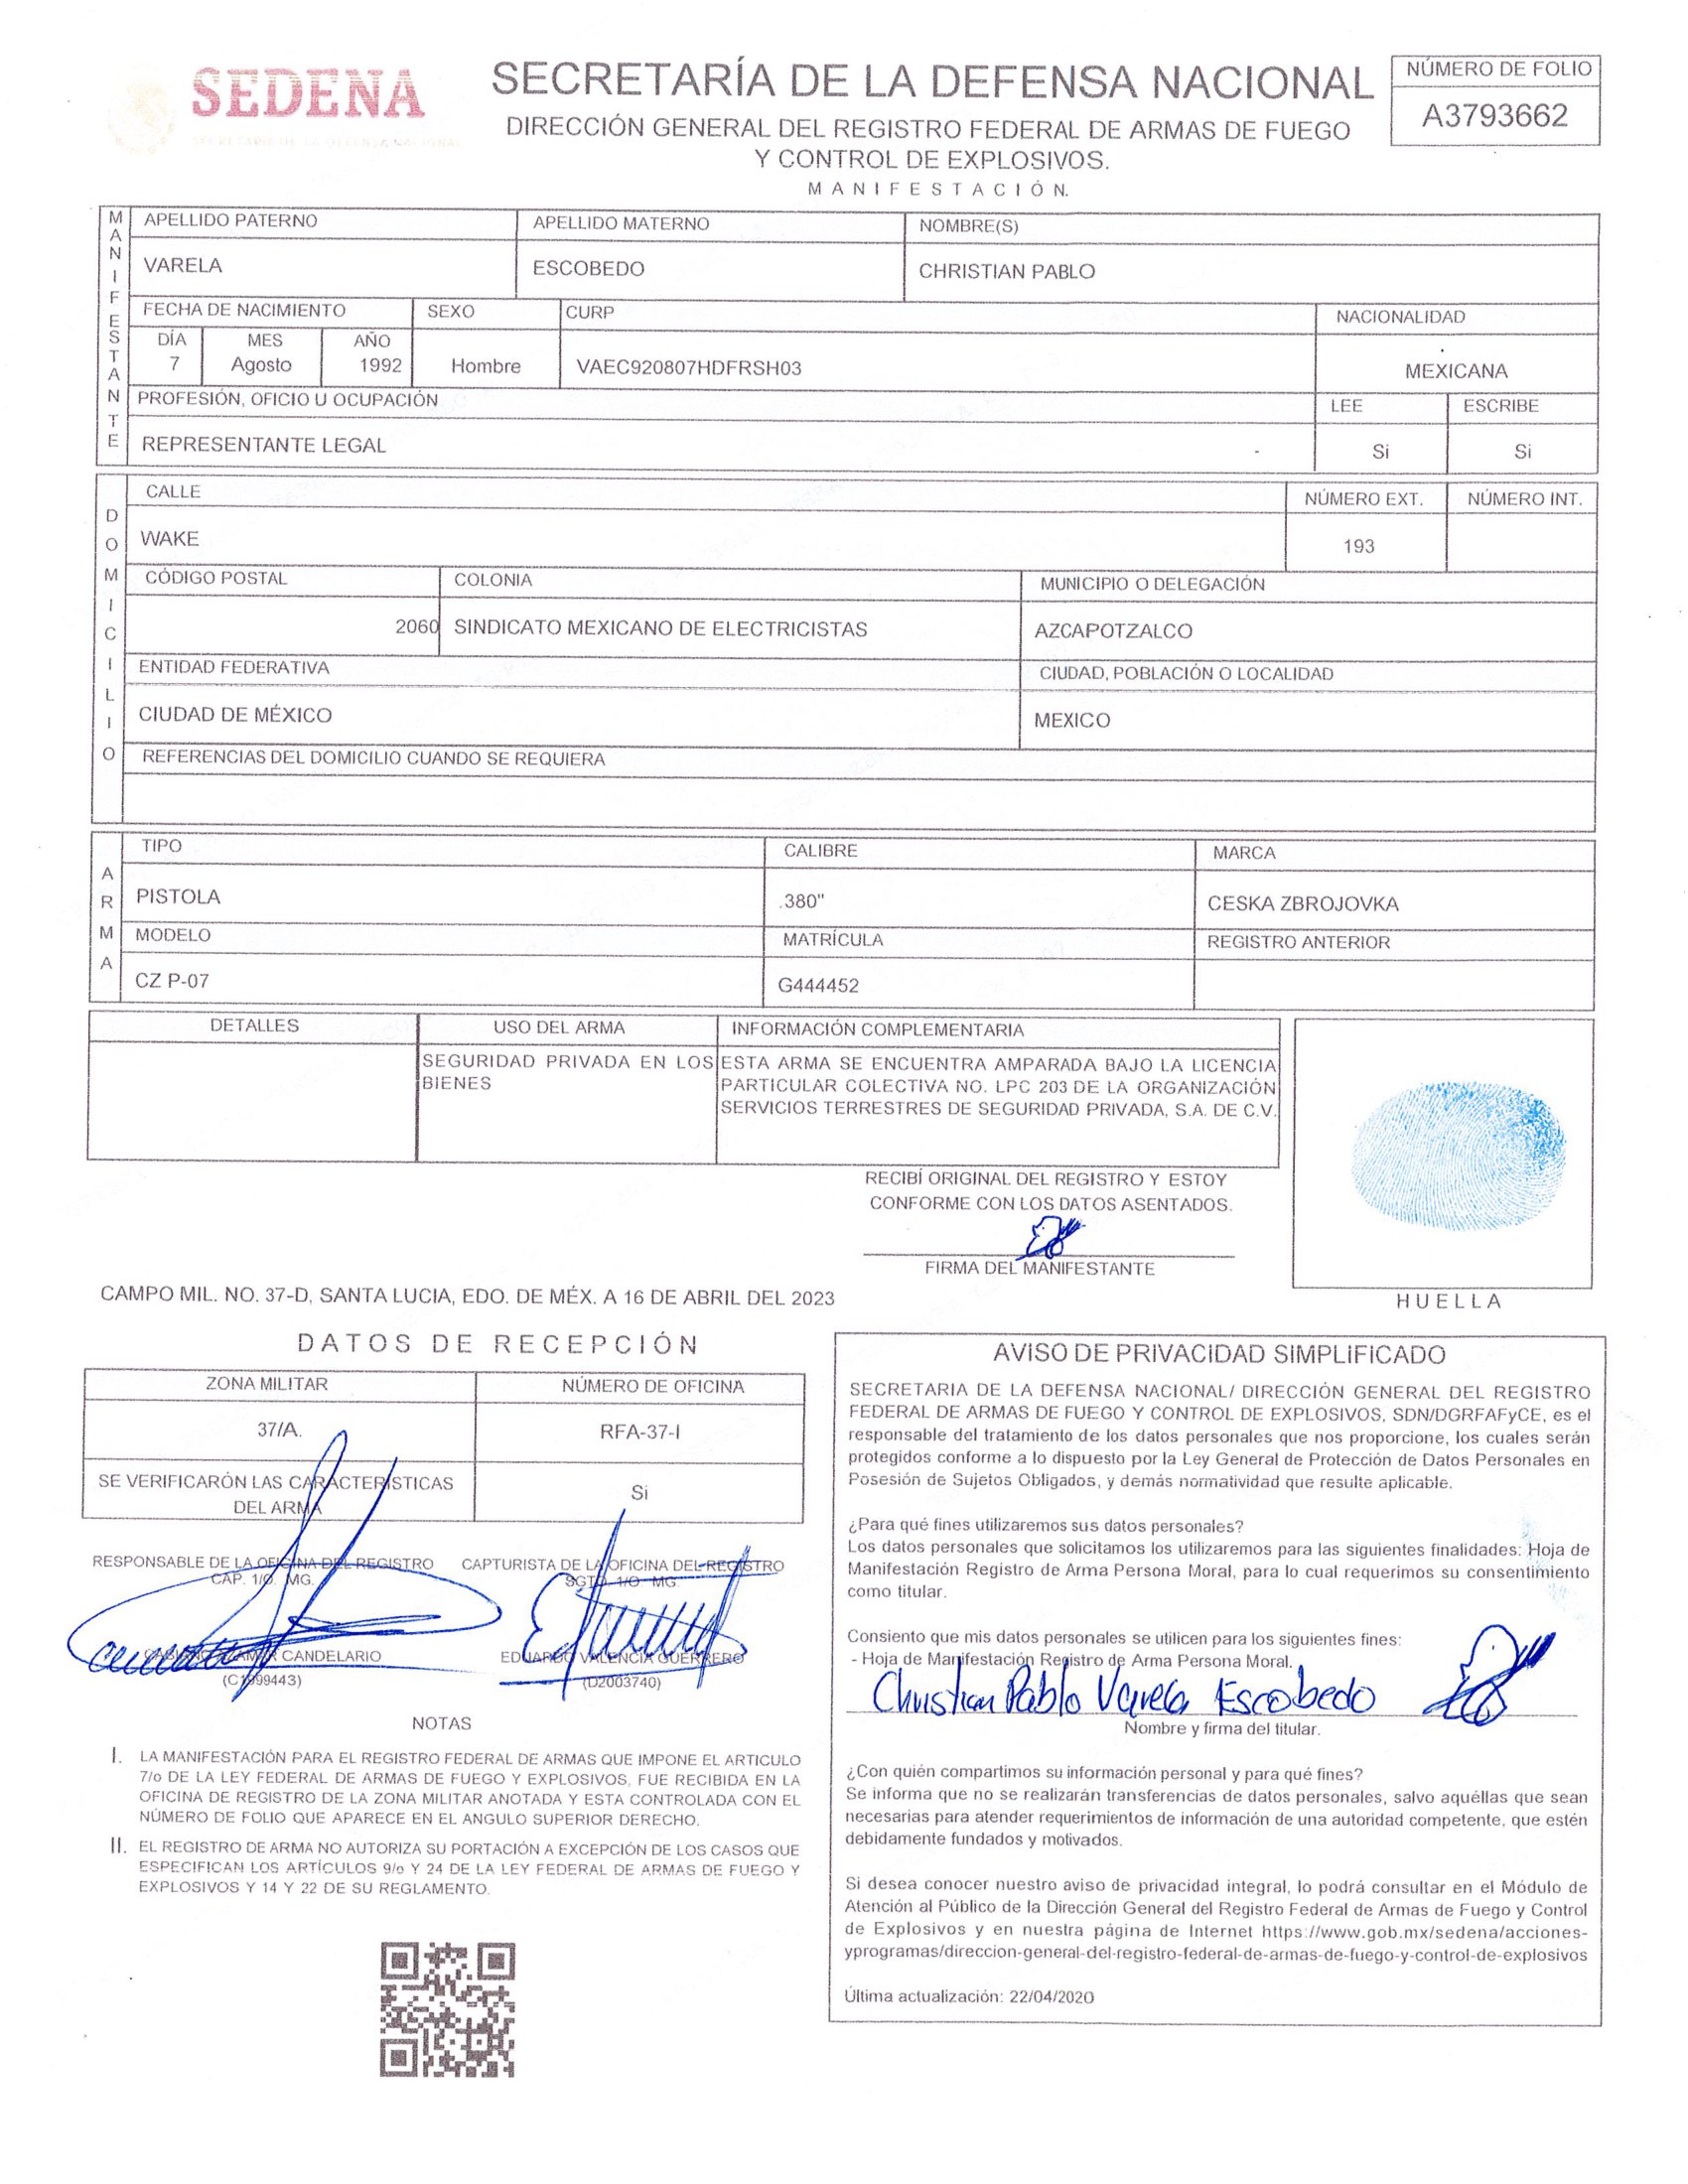 SEDENA
SECRETARÍA DE LA DEFENSA NACIONAL
SECRETARÍA DE LA DEFENSA NACIONAL
DIRECCIÓN GENERAL DEL REGISTRO FEDERAL DE ARMAS DE FUEGO
Y CONTROL DE EXPLOSIVOS.
MANIFESTACIÓN.
NÚMERO DE FOLIO
A3793662
MANIFESTANTE
APELLIDO PATERNO APELLIDO MATERNO NOMBRE(S)
VARELA ESCOBEDO CHRISTIAN PABLO
FECHA DE NACIMIENTO SEXO CURP NACIONALIDAD
DÍA MES AÑO
7 Agosto 1992 Hombre VAEC920807HDFRSH03 MEXICANA
PROFESIÓN, OFICIO U OCUPACIÓN LEE ESCRIBE
REPRESENTANTE LEGAL Si Si
DOMICILIO
CALLE NÚMERO EXT. NÚMERO INT.
WAKE 193
CÓDIGO POSTAL COLONIA MUNICIPIO O DELEGACIÓN
2060 SINDICATO MEXICANO DE ELECTRICISTAS AZCAPOTZALCO
ENTIDAD FEDERATIVA CIUDAD, POBLACIÓN O LOCALIDAD
CIUDAD DE MÉXICO MEXICO
REFERENCIAS DEL DOMICILIO CUANDO SE REQUIERA
ARMA
TIPO CALIBRE MARCA
PISTOLA .380" CESKA ZBROJOVKA
MODELO MATRÍCULA REGISTRO ANTERIOR
CZ P-07 G444452
DETALLES USO DEL ARMA INFORMACIÓN COMPLEMENTARIA
SEGURIDAD PRIVADA EN LOS BIENES
ESTA ARMA SE ENCUENTRA AMPARADA BAJO LA LICENCIA
PARTICULAR COLECTIVA NO. LPC 203 DE LA ORGANIZACIÓN
SERVICIOS TERRESTRES DE SEGURIDAD PRIVADA, S.A. DE C.V.
RECIBÍ ORIGINAL DEL REGISTRO Y ESTOY
CONFORME CON LOS DATOS ASENTADOS.
FIRMA DEL MANIFESTANTE
HUELLA
CAMPO MIL. NO. 37-D, SANTA LUCIA, EDO. DE MÉX. A 16 DE ABRIL DEL 2023
DATOS DE RECEPCIÓN
ZONA MILITAR NÚMERO DE OFICINA
37/A. RFA-37-I
SE VERIFICARÓN LAS CARACTERÍSTICAS
DEL ARMA
Si
RESPONSABLE DE LA OFICINA DEL REGISTRO
CAP. 1/O. MG.
CANDELARIO
CAPTURISTA DE LA OFICINA DEL REGISTRO
SGTO. 1/O. MG.
EDUARDO VALENCIA GUERRERO
(D2003740)
NOTAS
I. LA MANIFESTACIÓN PARA EL REGISTRO FEDERAL DE ARMAS QUE IMPONE EL ARTICULO
7/o DE LA LEY FEDERAL DE ARMAS DE FUEGO Y EXPLOSIVOS, FUE RECIBIDA EN LA
OFICINA DE REGISTRO DE LA ZONA MILITAR ANOTADA Y ESTA CONTROLADA CON EL
NÚMERO DE FOLIO QUE APARECE EN EL ANGULO SUPERIOR DERECHO.
II. EL REGISTRO DE ARMA NO AUTORIZA SU PORTACIÓN A EXCEPCIÓN DE LOS CASOS QUE
ESPECIFICAN LOS ARTÍCULOS 9/o Y 24 DE LA LEY FEDERAL DE ARMAS DE FUEGO Y
EXPLOSIVOS Y 14 Y 22 DE SU REGLAMENTO.
AVISO DE PRIVACIDAD SIMPLIFICADO
SECRETARIA DE LA DEFENSA NACIONAL/ DIRECCIÓN GENERAL DEL REGISTRO
FEDERAL DE ARMAS DE FUEGO Y CONTROL DE EXPLOSIVOS, SDN/DGRFAFyCE, es el
responsable del tratamiento de los datos personales que nos proporcione, los cuales serán
protegidos conforme a lo dispuesto por la Ley General de Protección de Datos Personales en
Posesión de Sujetos Obligados, y demás normatividad que resulte aplicable.
¿Para qué fines utilizaremos sus datos personales?
Los datos personales que solicitamos los utilizaremos para las siguientes finalidades: Hoja de
Manifestación Registro de Arma Persona Moral, para lo cual requerimos su consentimiento
como titular.
Consiento que mis datos personales se utilicen para los siguientes fines:
- Hoja de Manifestación Registro de Arma Persona Moral.
Christian Pablo Varela Escobedo
Nombre y firma del titular.
¿Con quién compartimos su información personal y para qué fines?
Se informa que no se realizarán transferencias de datos personales, salvo aquéllas que sean
necesarias para atender requerimientos de información de una autoridad competente, que estén
debidamente fundados y motivados.
Si desea conocer nuestro aviso de privacidad integral, lo podrá consultar en el Módulo de
Atención al Público de la Dirección General del Registro Federal de Armas de Fuego y Control
de Explosivos y en nuestra página de Internet https://www.gob.mx/sedena/acciones-
yprogramas/direccion-general-del-registro-federal-de-armas-de-fuego-y-control-de-explosivos
Última actualización: 22/04/2020